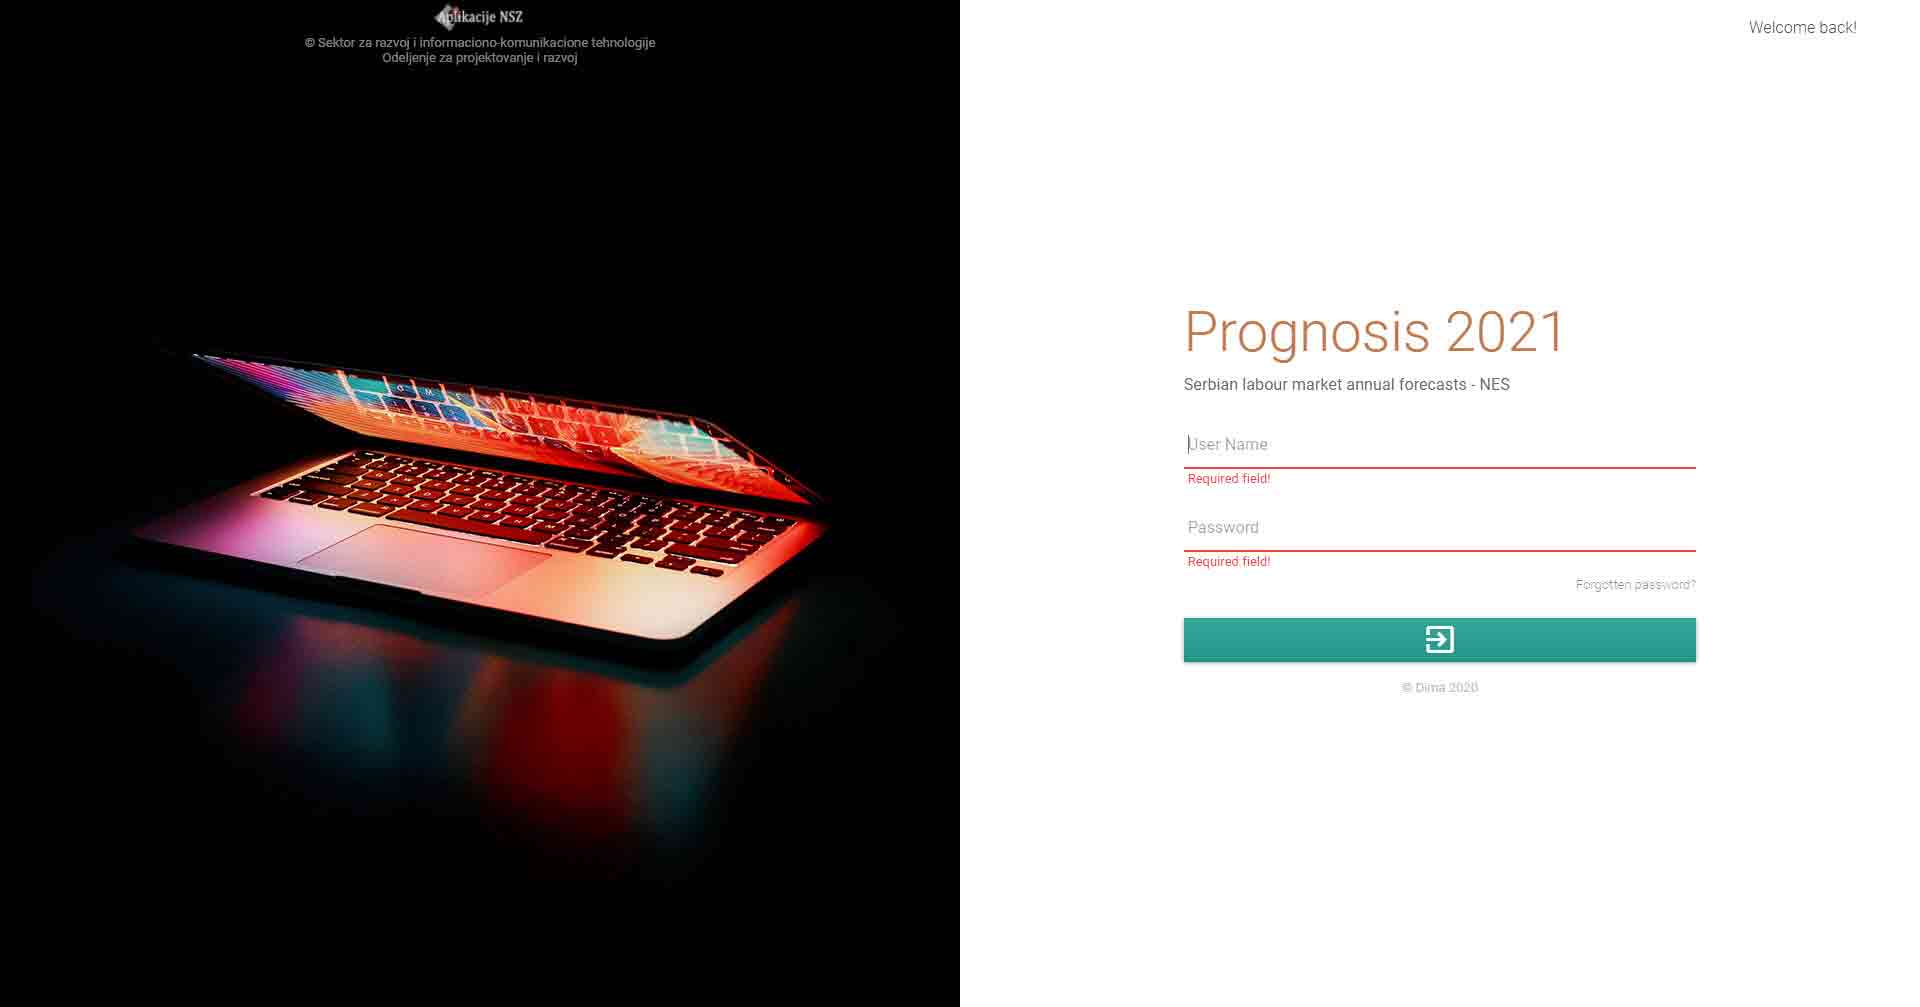 Aplikacije NSZ
© Sektor za razvoj i informaciono-komunikacione tehnologije
Odeljenje za projektovanje i razvoj
Welcome back!
Prognosis 2021
Serbian labour market annual forecasts - NES
User Name
Required field!
Password
Required field!
Forgotten password?
© Dima 2020